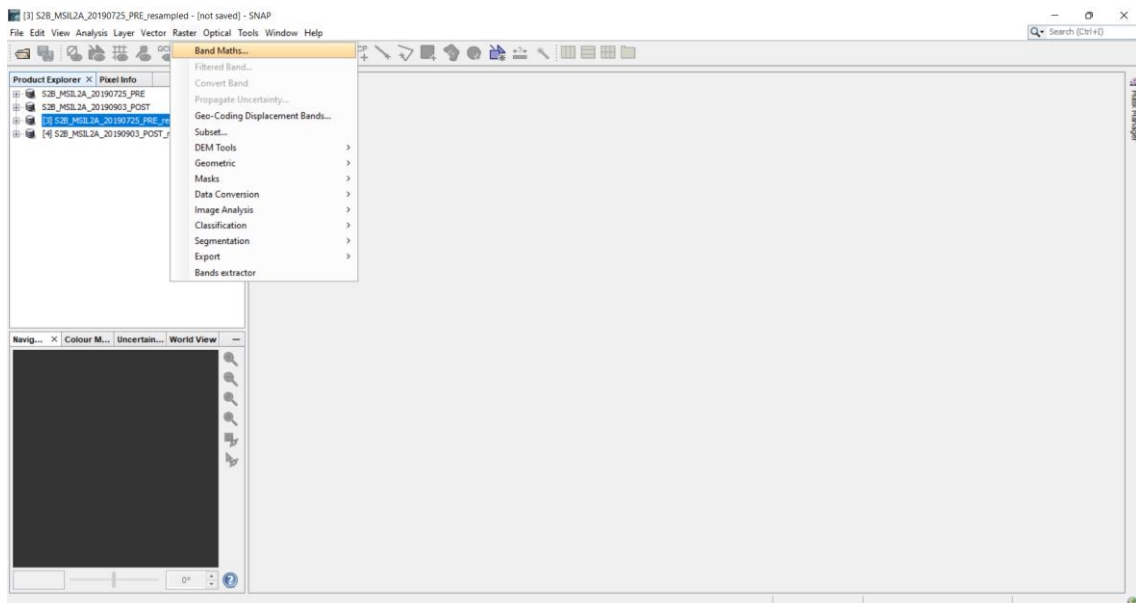 [3] S2B_MSIL2A_20190725_PRE_resampled - [not saved] - SNAP
File Edit View Analysis Layer Vector Raster Optical Tools Window Help
Search (Ctrl+I)
Band Maths...
Filtered Band...
Convert Band
Propagate Uncertainty...
Geo-Coding Displacement Bands...
Subset...
DEM Tools
Geometric
Masks
Data Conversion
Image Analysis
Classification
Segmentation
Export
Bands extractor
Product Explorer Pixel Info
S2B_MSIL2A_20190725_PRE
S2B_MSIL2A_20190903_POST
[3] S2B_MSIL2A_20190725_PRE_re
[4] S2B_MSIL2A_20190903_POST_r
Mask Manager
Navig... Colour M... Uncertain... World View
0°